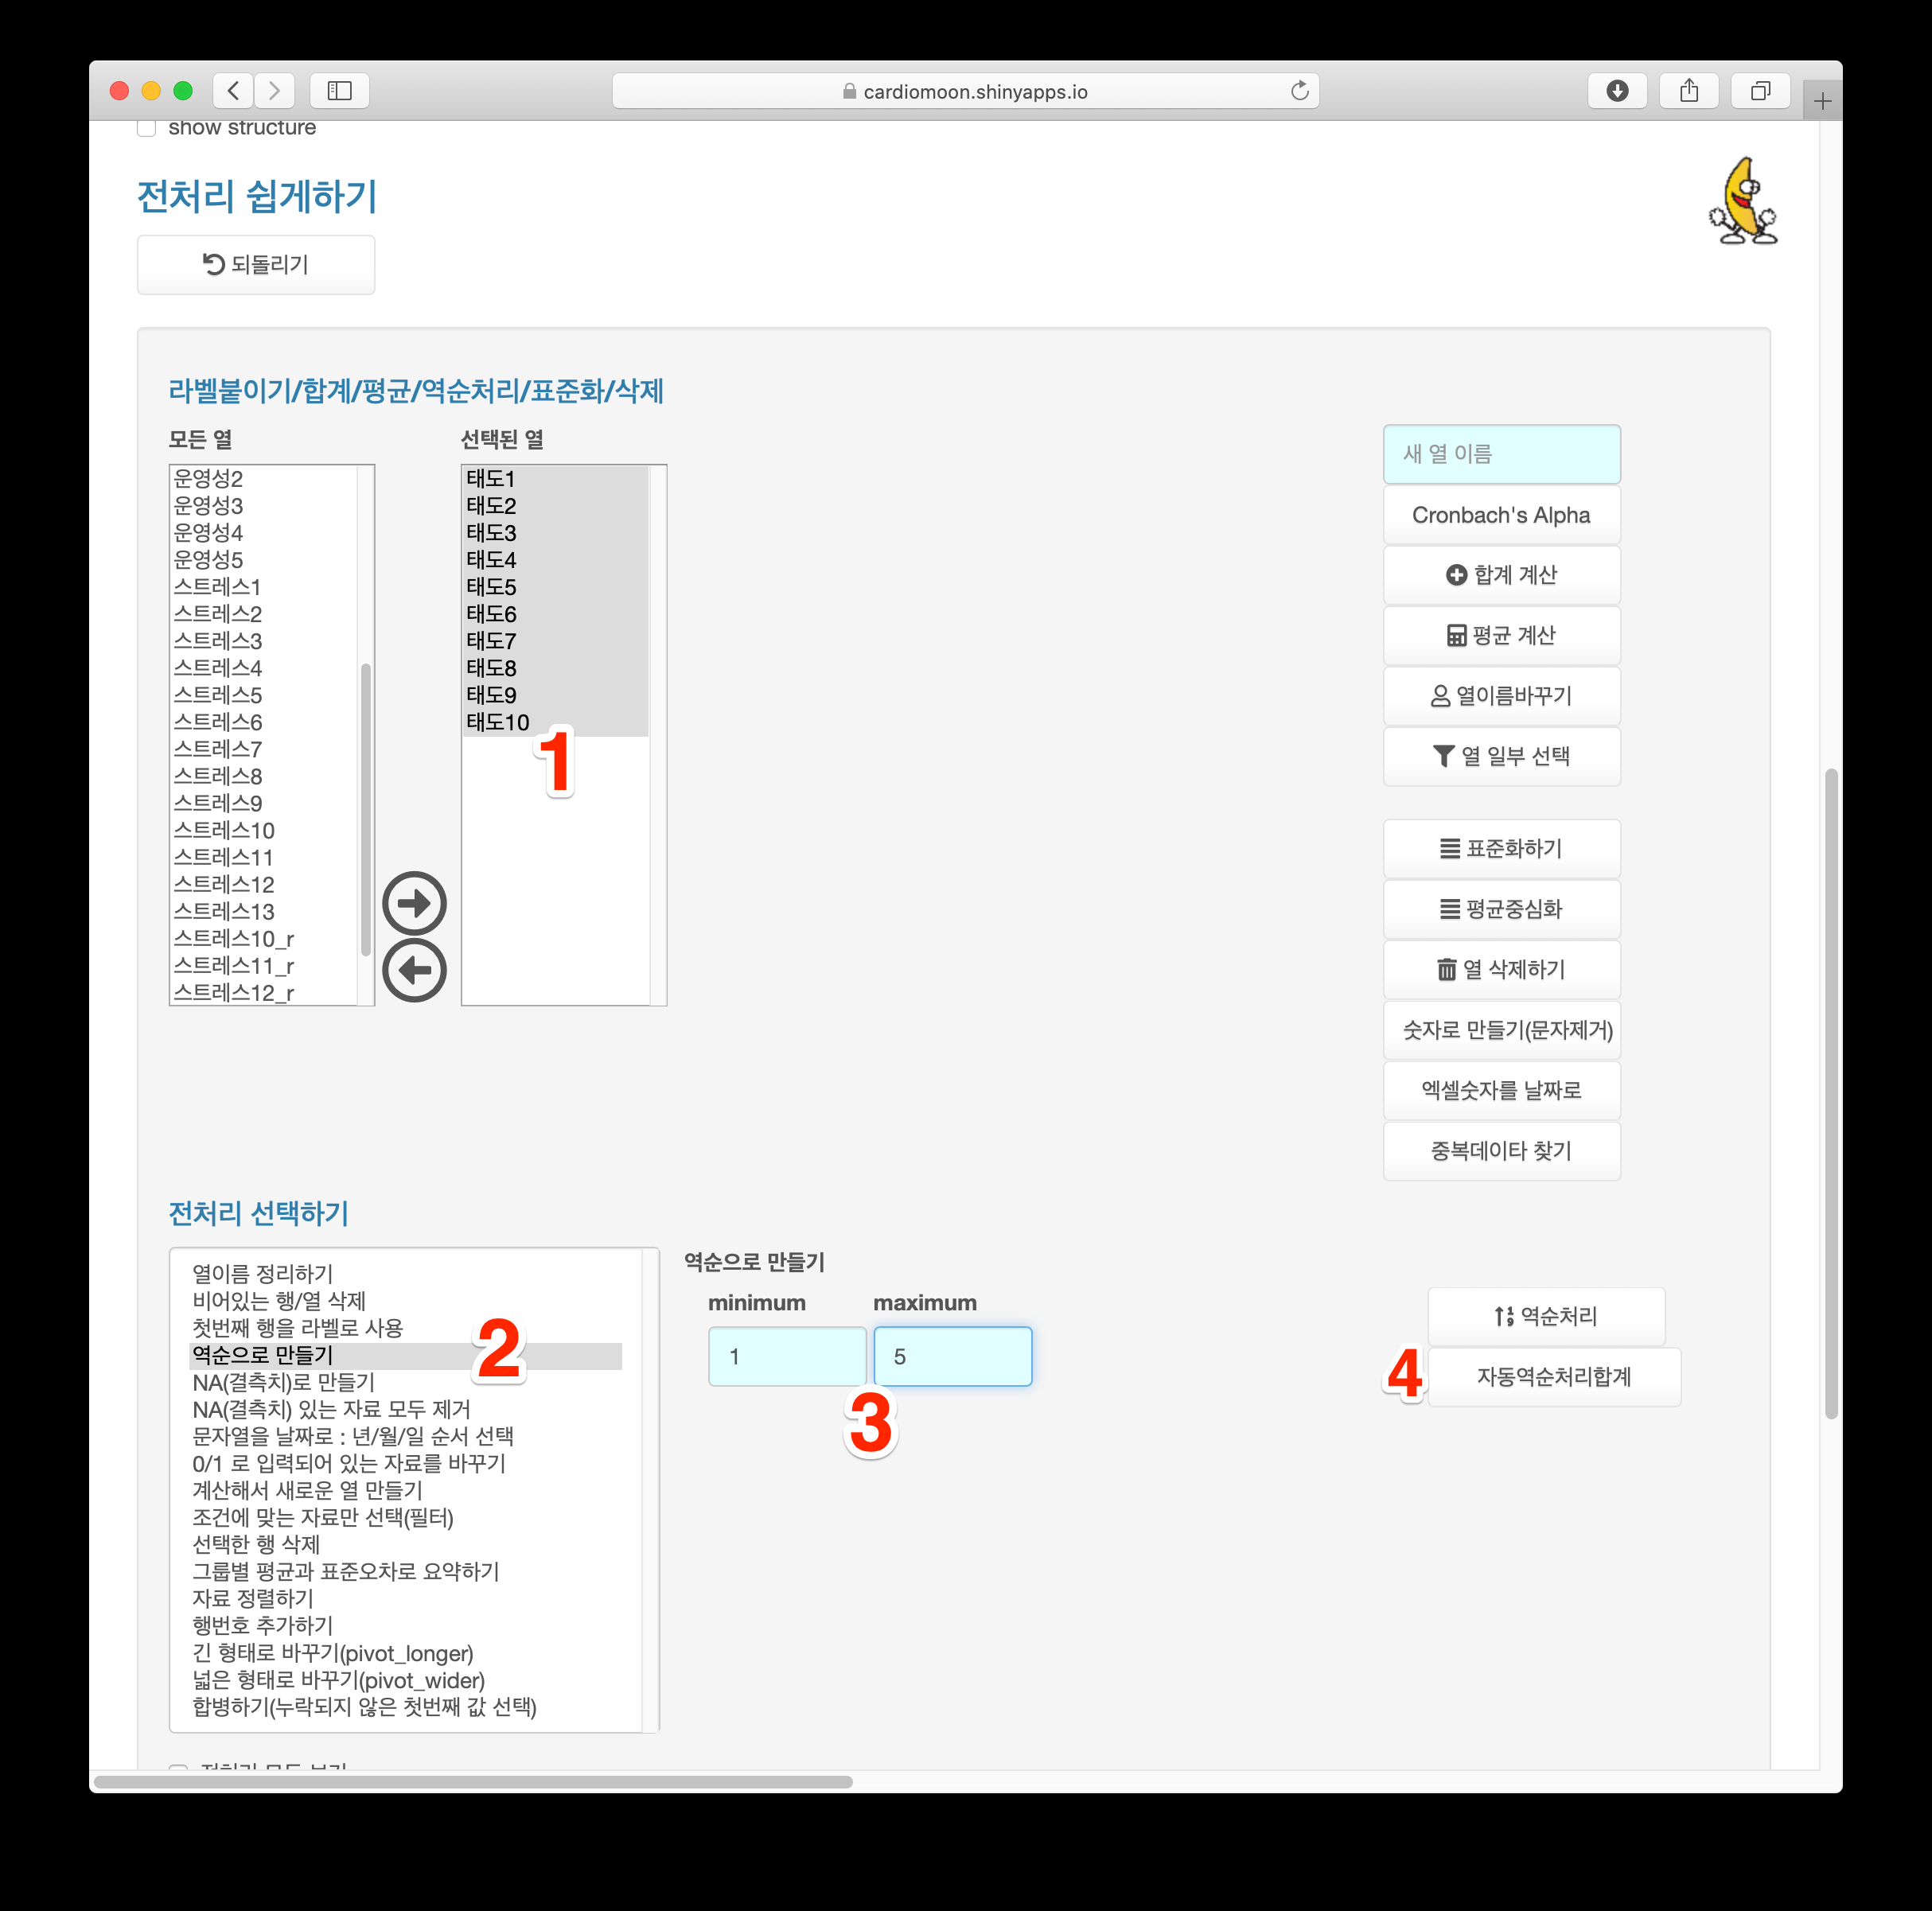 cardiomoon.shinyapps.io
show structure
전처리 쉽게하기
되돌리기
라벨붙이기/합계/평균/역순처리/표준화/삭제
모든 열
운영성2
운영성3
운영성4
운영성5
스트레스1
스트레스2
스트레스3
스트레스4
스트레스5
스트레스6
스트레스7
스트레스8
스트레스9
스트레스10
스트레스11
스트레스12
스트레스13
스트레스10_r
스트레스11_r
스트레스12_r
선택된 열
태도1
태도2
태도3
태도4
태도5
태도6
태도7
태도8
태도9
태도10
1
새 열 이름
Cronbach's Alpha
합계 계산
평균 계산
열이름바꾸기
열 일부 선택
표준화하기
평균중심화
열 삭제하기
숫자로 만들기(문자제거)
엑셀숫자를 날짜로
중복데이타 찾기
전처리 선택하기
열이름 정리하기
비어있는 행/열 삭제
첫번째 행을 라벨로 사용
역순으로 만들기
2
NA(결측치)로 만들기
NA(결측치) 있는 자료 모두 제거
문자열을 날짜로 : 년/월/일 순서 선택
0/1 로 입력되어 있는 자료를 바꾸기
계산해서 새로운 열 만들기
조건에 맞는 자료만 선택(필터)
선택한 행 삭제
그룹별 평균과 표준오차로 요약하기
자료 정렬하기
행번호 추가하기
긴 형태로 바꾸기(pivot_longer)
넓은 형태로 바꾸기(pivot_wider)
합병하기(누락되지 않은 첫번째 값 선택)
역순으로 만들기
minimum maximum
1 5
3
역순처리
4 자동역순처리합계